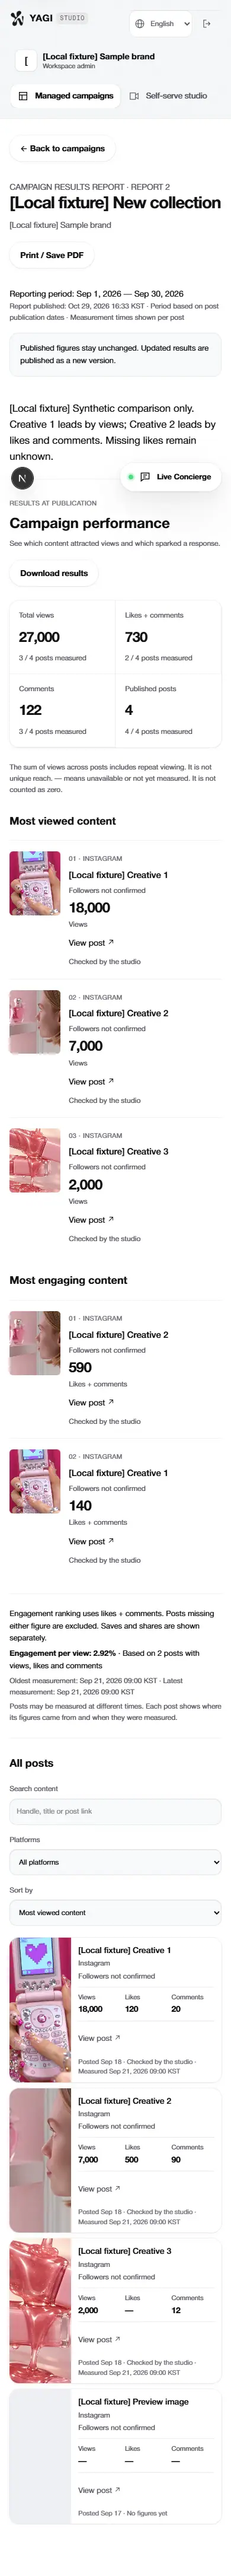 YAGI STUDIO
English
[
[Local fixture] Sample brand
Workspace admin
Managed campaigns
Self-serve studio
← Back to campaigns
CAMPAIGN RESULTS REPORT · REPORT 2
[Local fixture] New collection
[Local fixture] Sample brand
Print / Save PDF
Reporting period: Sep 1, 2026 — Sep 30, 2026
Report published: Oct 29, 2026 16:33 KST · Period based on post
publication dates · Measurement times shown per post
Published figures stay unchanged. Updated results are
published as a new version.
[Local fixture] Synthetic comparison only.
Creative 1 leads by views; Creative 2 leads by
likes and comments. Missing likes remain
unknown.
N
Live Concierge
RESULTS AT PUBLICATION
Campaign performance
See which content attracted views and which sparked a response.
Download results
Total views
27,000
3 / 4 posts measured
Likes + comments
730
2 / 4 posts measured
Comments
122
3 / 4 posts measured
Published posts
4
4 / 4 posts measured
The sum of views across posts includes repeat viewing. It is not
unique reach. — means unavailable or not yet measured. It is not
counted as zero.
Most viewed content
01 · INSTAGRAM
[Local fixture] Creative 1
Followers not confirmed
18,000
Views
View post ↗
Checked by the studio
02 · INSTAGRAM
[Local fixture] Creative 2
Followers not confirmed
7,000
Views
View post ↗
Checked by the studio
03 · INSTAGRAM
[Local fixture] Creative 3
Followers not confirmed
2,000
Views
View post ↗
Checked by the studio
Most engaging content
01 · INSTAGRAM
[Local fixture] Creative 2
Followers not confirmed
590
Likes + comments
View post ↗
Checked by the studio
02 · INSTAGRAM
[Local fixture] Creative 1
Followers not confirmed
140
Likes + comments
View post ↗
Checked by the studio
Engagement ranking uses likes + comments. Posts missing
either figure are excluded. Saves and shares are shown
separately.
Engagement per view: 2.92% · Based on 2 posts with
views, likes and comments
Oldest measurement: Sep 21, 2026 09:00 KST · Latest
measurement: Sep 21, 2026 09:00 KST
Posts may be measured at different times. Each post shows where
its figures came from and when they were measured.
All posts
Search content
Handle, title or post link
Platforms
All platforms
Sort by
Most viewed content
[Local fixture] Creative 1
Instagram
Followers not confirmed
Views Likes Comments
18,000 120 20
View post ↗
Posted Sep 18 · Checked by the studio ·
Measured Sep 21, 2026 09:00 KST
[Local fixture] Creative 2
Instagram
Followers not confirmed
Views Likes Comments
7,000 500 90
View post ↗
Posted Sep 18 · Checked by the studio ·
Measured Sep 21, 2026 09:00 KST
[Local fixture] Creative 3
Instagram
Followers not confirmed
Views Likes Comments
2,000 — 12
View post ↗
Posted Sep 18 · Checked by the studio ·
Measured Sep 21, 2026 09:00 KST
[Local fixture] Preview image
Instagram
Followers not confirmed
Views Likes Comments
— — —
View post ↗
Posted Sep 17 · No figures yet